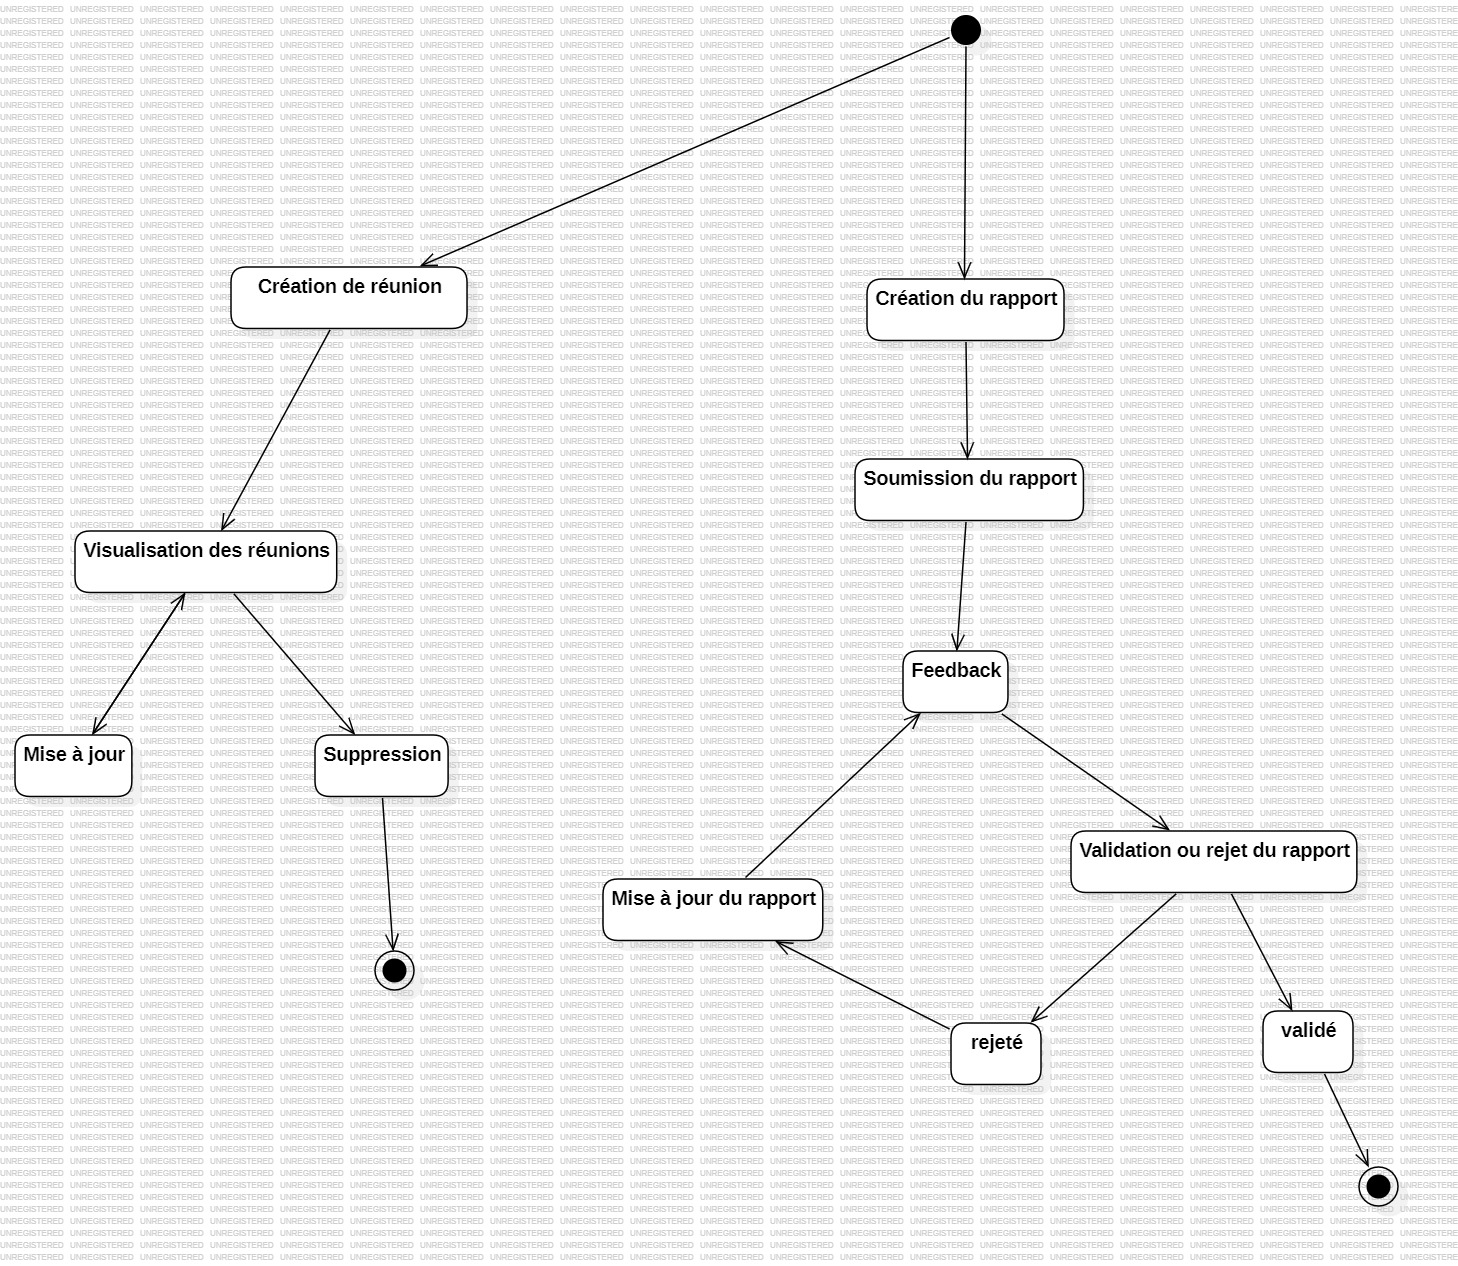 Création de réunion
Création du rapport
Soumission du rapport
Visualisation des réunions
Feedback
Mise à jour
Suppression
Validation ou rejet du rapport
Mise à jour du rapport
validé
rejeté
UNREGISTERED